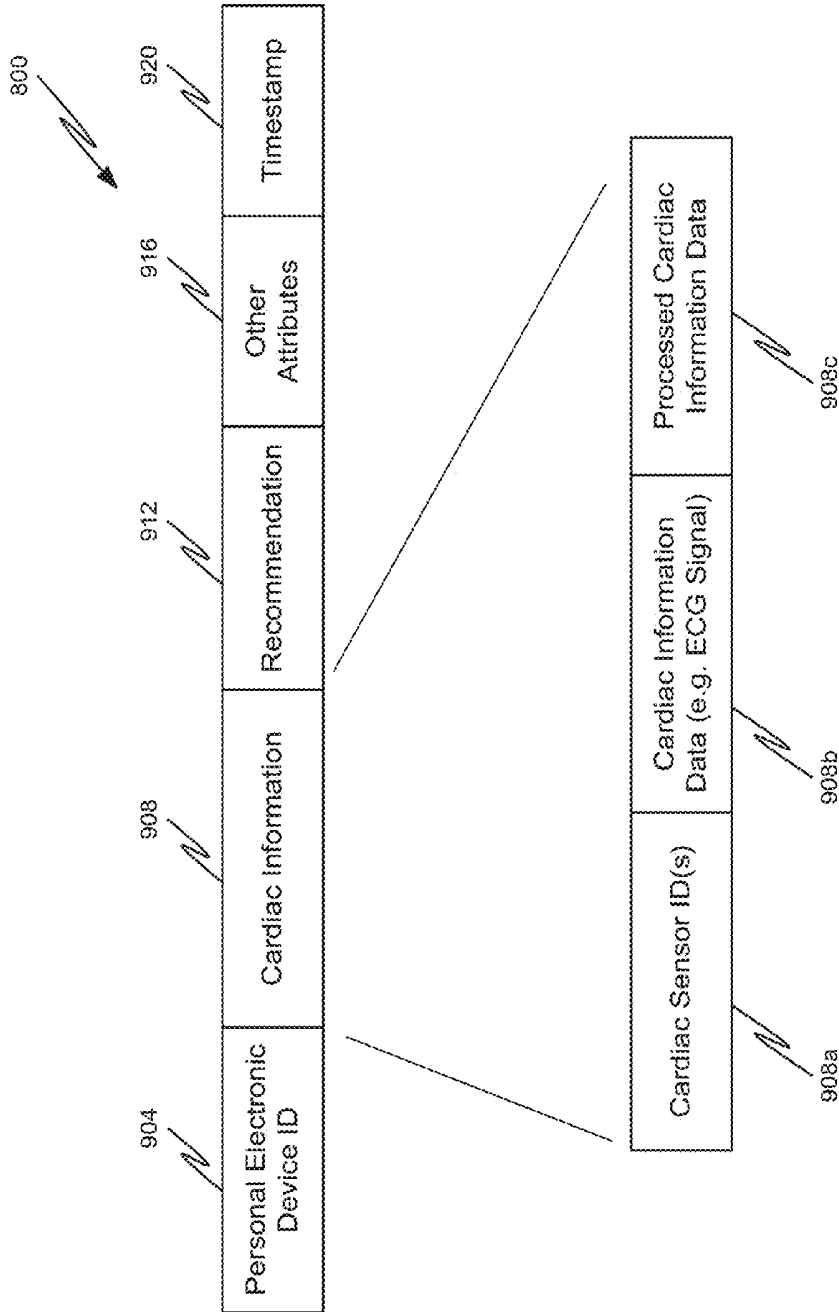 800
904
908
912
916
920
Personal Electronic
Device ID
Cardiac Information
Recommendation
Other
Attributes
Timestamp
Cardiac Sensor ID(s)
Cardiac Information
Data (e.g. ECG Signal)
Processed Cardiac
Information Data
908a
908b
908c